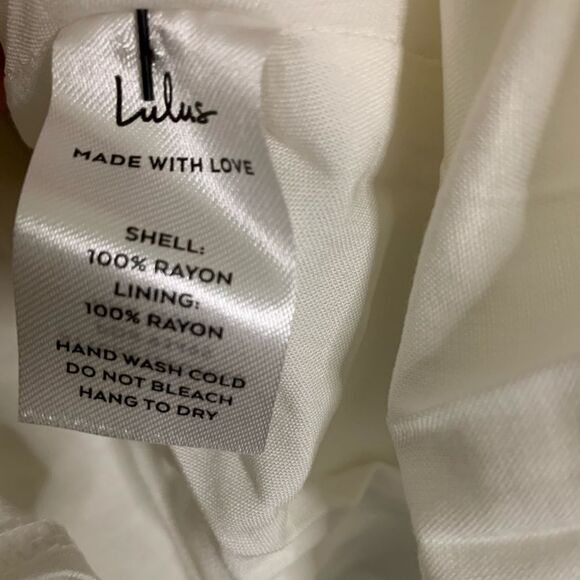 Lulus
MADE WITH LOVE
SHELL:
100% RAYON
LINING:
100% RAYON
HAND WASH COLD
DO NOT BLEACH
HANG TO DRY